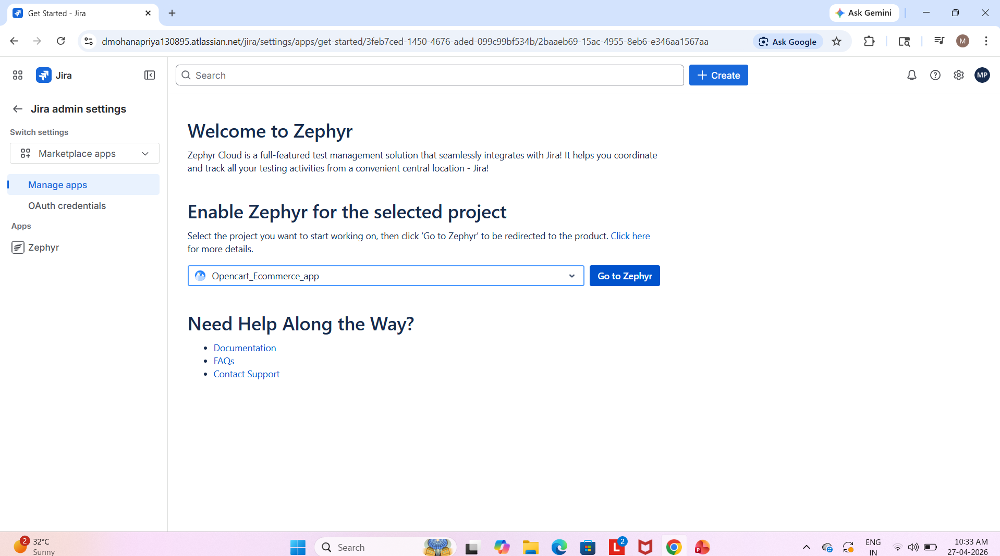 Get Started - Jira
Ask Gemini
dmohanapriya130895.atlassian.net/jira/settings/apps/get-started/3feb7ced-1450-4676-aded-099c99bf534b/2baaeb69-15ac-4955-8eb6-e346aa1567aa
Ask Google
M
Jira
Search
Create
MP
Jira admin settings
Switch settings
Marketplace apps
Manage apps
OAuth credentials
Apps
Zephyr
Welcome to Zephyr
Zephyr Cloud is a full-featured test management solution that seamlessly integrates with Jira! It helps you coordinate
and track all your testing activities from a convenient central location - Jira!
Enable Zephyr for the selected project
Select the project you want to start working on, then click ‘Go to Zephyr’ to be redirected to the product. Click here
for more details.
Opencart_Ecommerce_app
Go to Zephyr
Need Help Along the Way?
• Documentation
• FAQs
• Contact Support
2
32°C
Sunny
Search
L
2
P
ENG
IN
10:33 AM
27-04-2026